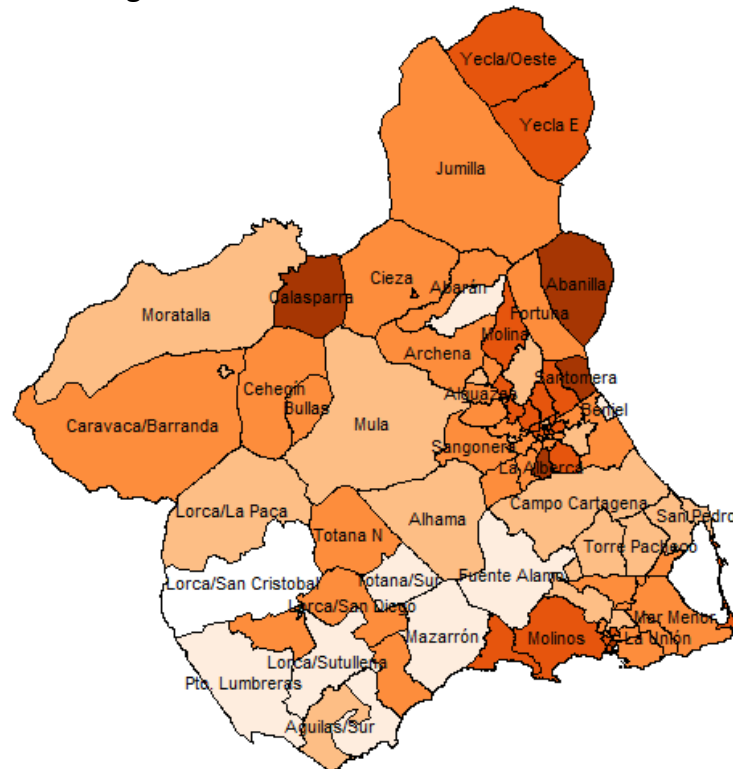 Yecla/Oeste
Yecla E
Jumilla
Cieza
Abarán
Abanilla
Calasparra
Moratalla
Fortuna
Molina
Archena
Cehegín
Bullas
Alguazas
Santomera
Beniel
Caravaca/Barranda
Mula
Sangonera
La Alberca
Lorca/La Paca
Alhama
Campo Cartagena
San Pedro
Totana N
Torre Pacheco
Lorca/San Cristobal
Totana/Sur
Fuente Alamo
Lorca/San Diego
Mar Menor
Mazarrón
Molinos
La Unión
Lorca/Sutullena
Pto. Lumbreras
Aguilas/Sur